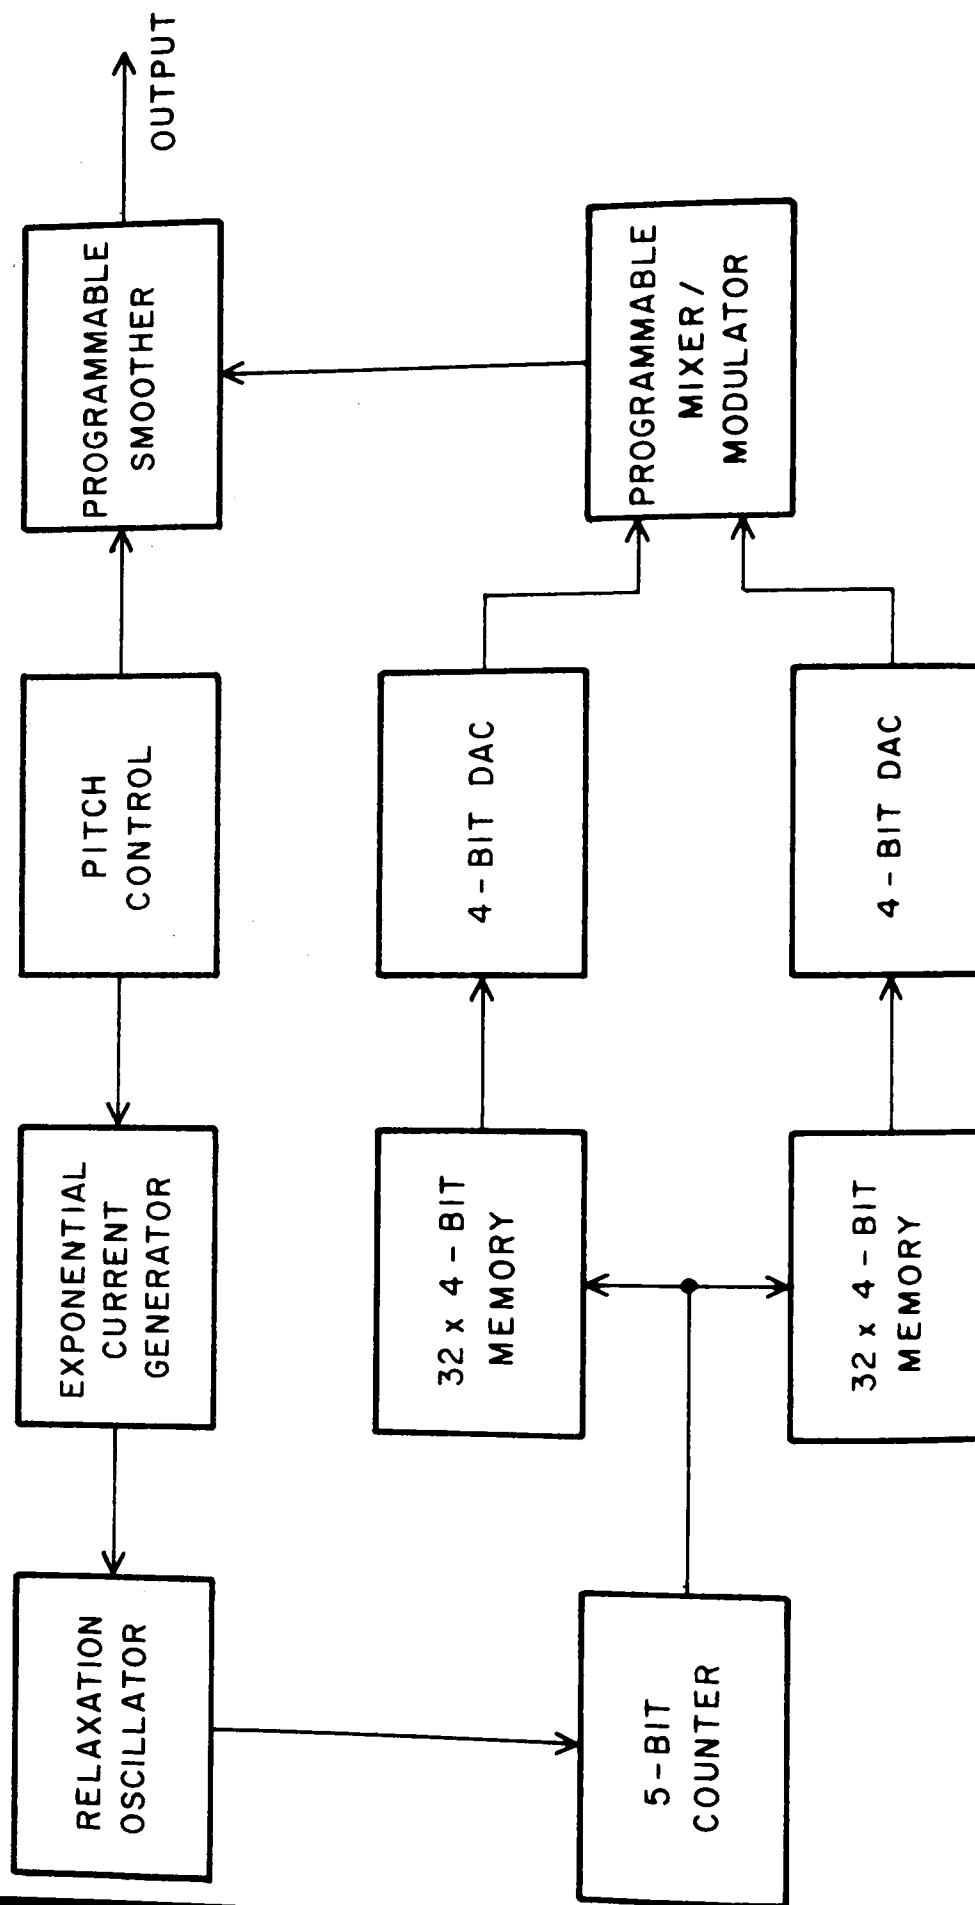 RELAXATION
OSCILLATOR
EXPONENTIAL
CURRENT
GENERATOR
PITCH
CONTROL
PROGRAMMABLE
SMOOTHER
OUTPUT
5-BIT
COUNTER
32 x 4-BIT
MEMORY
4-BIT DAC
PROGRAMMABLE
MIXER/
MODULATOR
32 x 4-BIT
MEMORY
4-BIT DAC